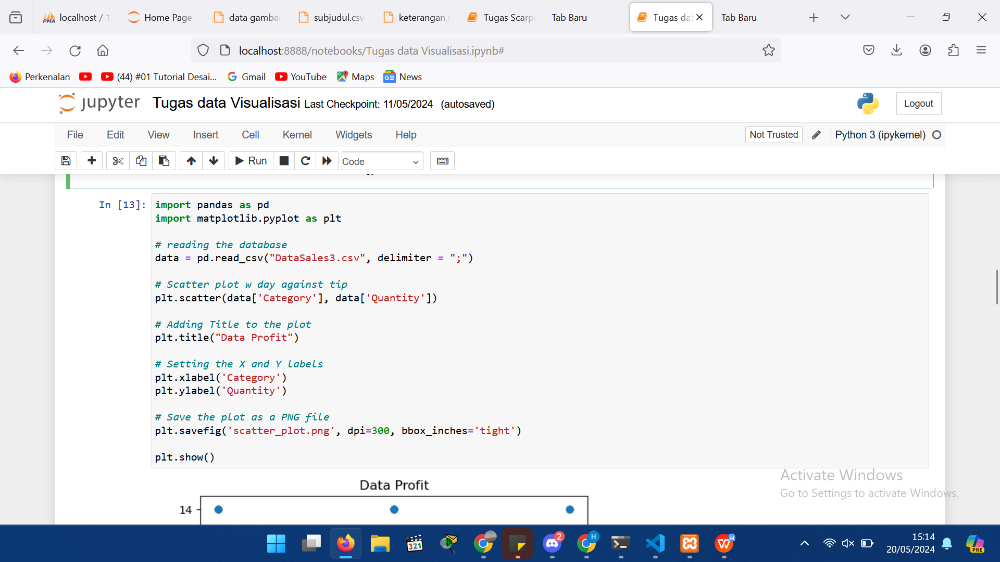 localhost / 1
Home Page
data gambar
subjudul.csv
keterangan.c
Tugas Scarpp
Tab Baru
Tugas dat
Tab Baru
localhost:8888/notebooks/Tugas data Visualisasi.ipynb#
Perkenalan
(44) #01 Tutorial Desai...
Gmail
YouTube
Maps
News
jupyter Tugas data Visualisasi Last Checkpoint: 11/05/2024 (autosaved)
Logout
File Edit View Insert Cell Kernel Widgets Help
Not Trusted
Python 3 (ipykernel)
Run
Code
In [13]:
import pandas as pd
import matplotlib.pyplot as plt
# reading the database
data = pd.read_csv("DataSales3.csv", delimiter = ";")
# Scatter plot w day against tip
plt.scatter(data['Category'], data['Quantity'])
# Adding Title to the plot
plt.title("Data Profit")
# Setting the X and Y labels
plt.xlabel('Category')
plt.ylabel('Quantity')
# Save the plot as a PNG file
plt.savefig('scatter_plot.png', dpi=300, bbox_inches='tight')
plt.show()
Data Profit
14
Activate Windows
Go to Settings to activate Windows.
321
2
H
15:14
20/05/2024
PRE